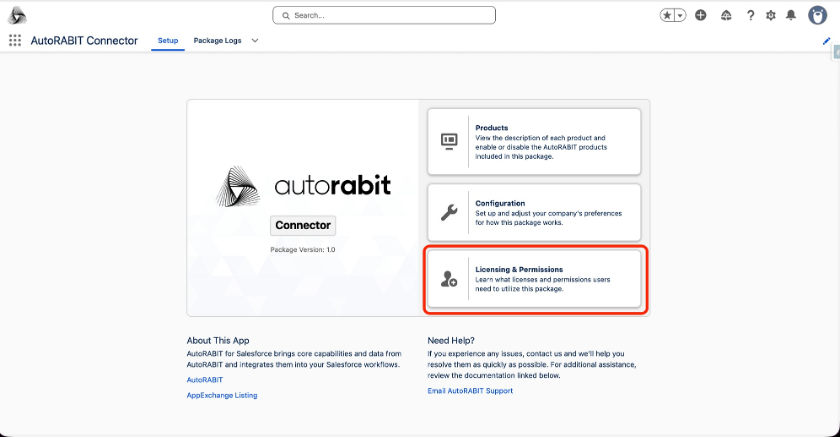 Search...
AutoRABIT Connector
Setup
Package Logs
autorabit
Connector
Package Version: 1.0
Products
View the description of each product and
enable or disable the AutoRABIT products
included in this package.
Configuration
Set up and adjust your company's preferences
for how this package works.
Licensing & Permissions
Learn what licenses and permissions users
need to utilize this package.
About This App
AutoRABIT for Salesforce brings core capabilities and data from
AutoRABIT and integrates them into your Salesforce workflows.
AutoRABIT
AppExchange Listing
Need Help?
If you experience any issues, contact us and we'll help you
resolve them as quickly as possible. For additional assistance,
review the documentation linked below.
Email AutoRABIT Support